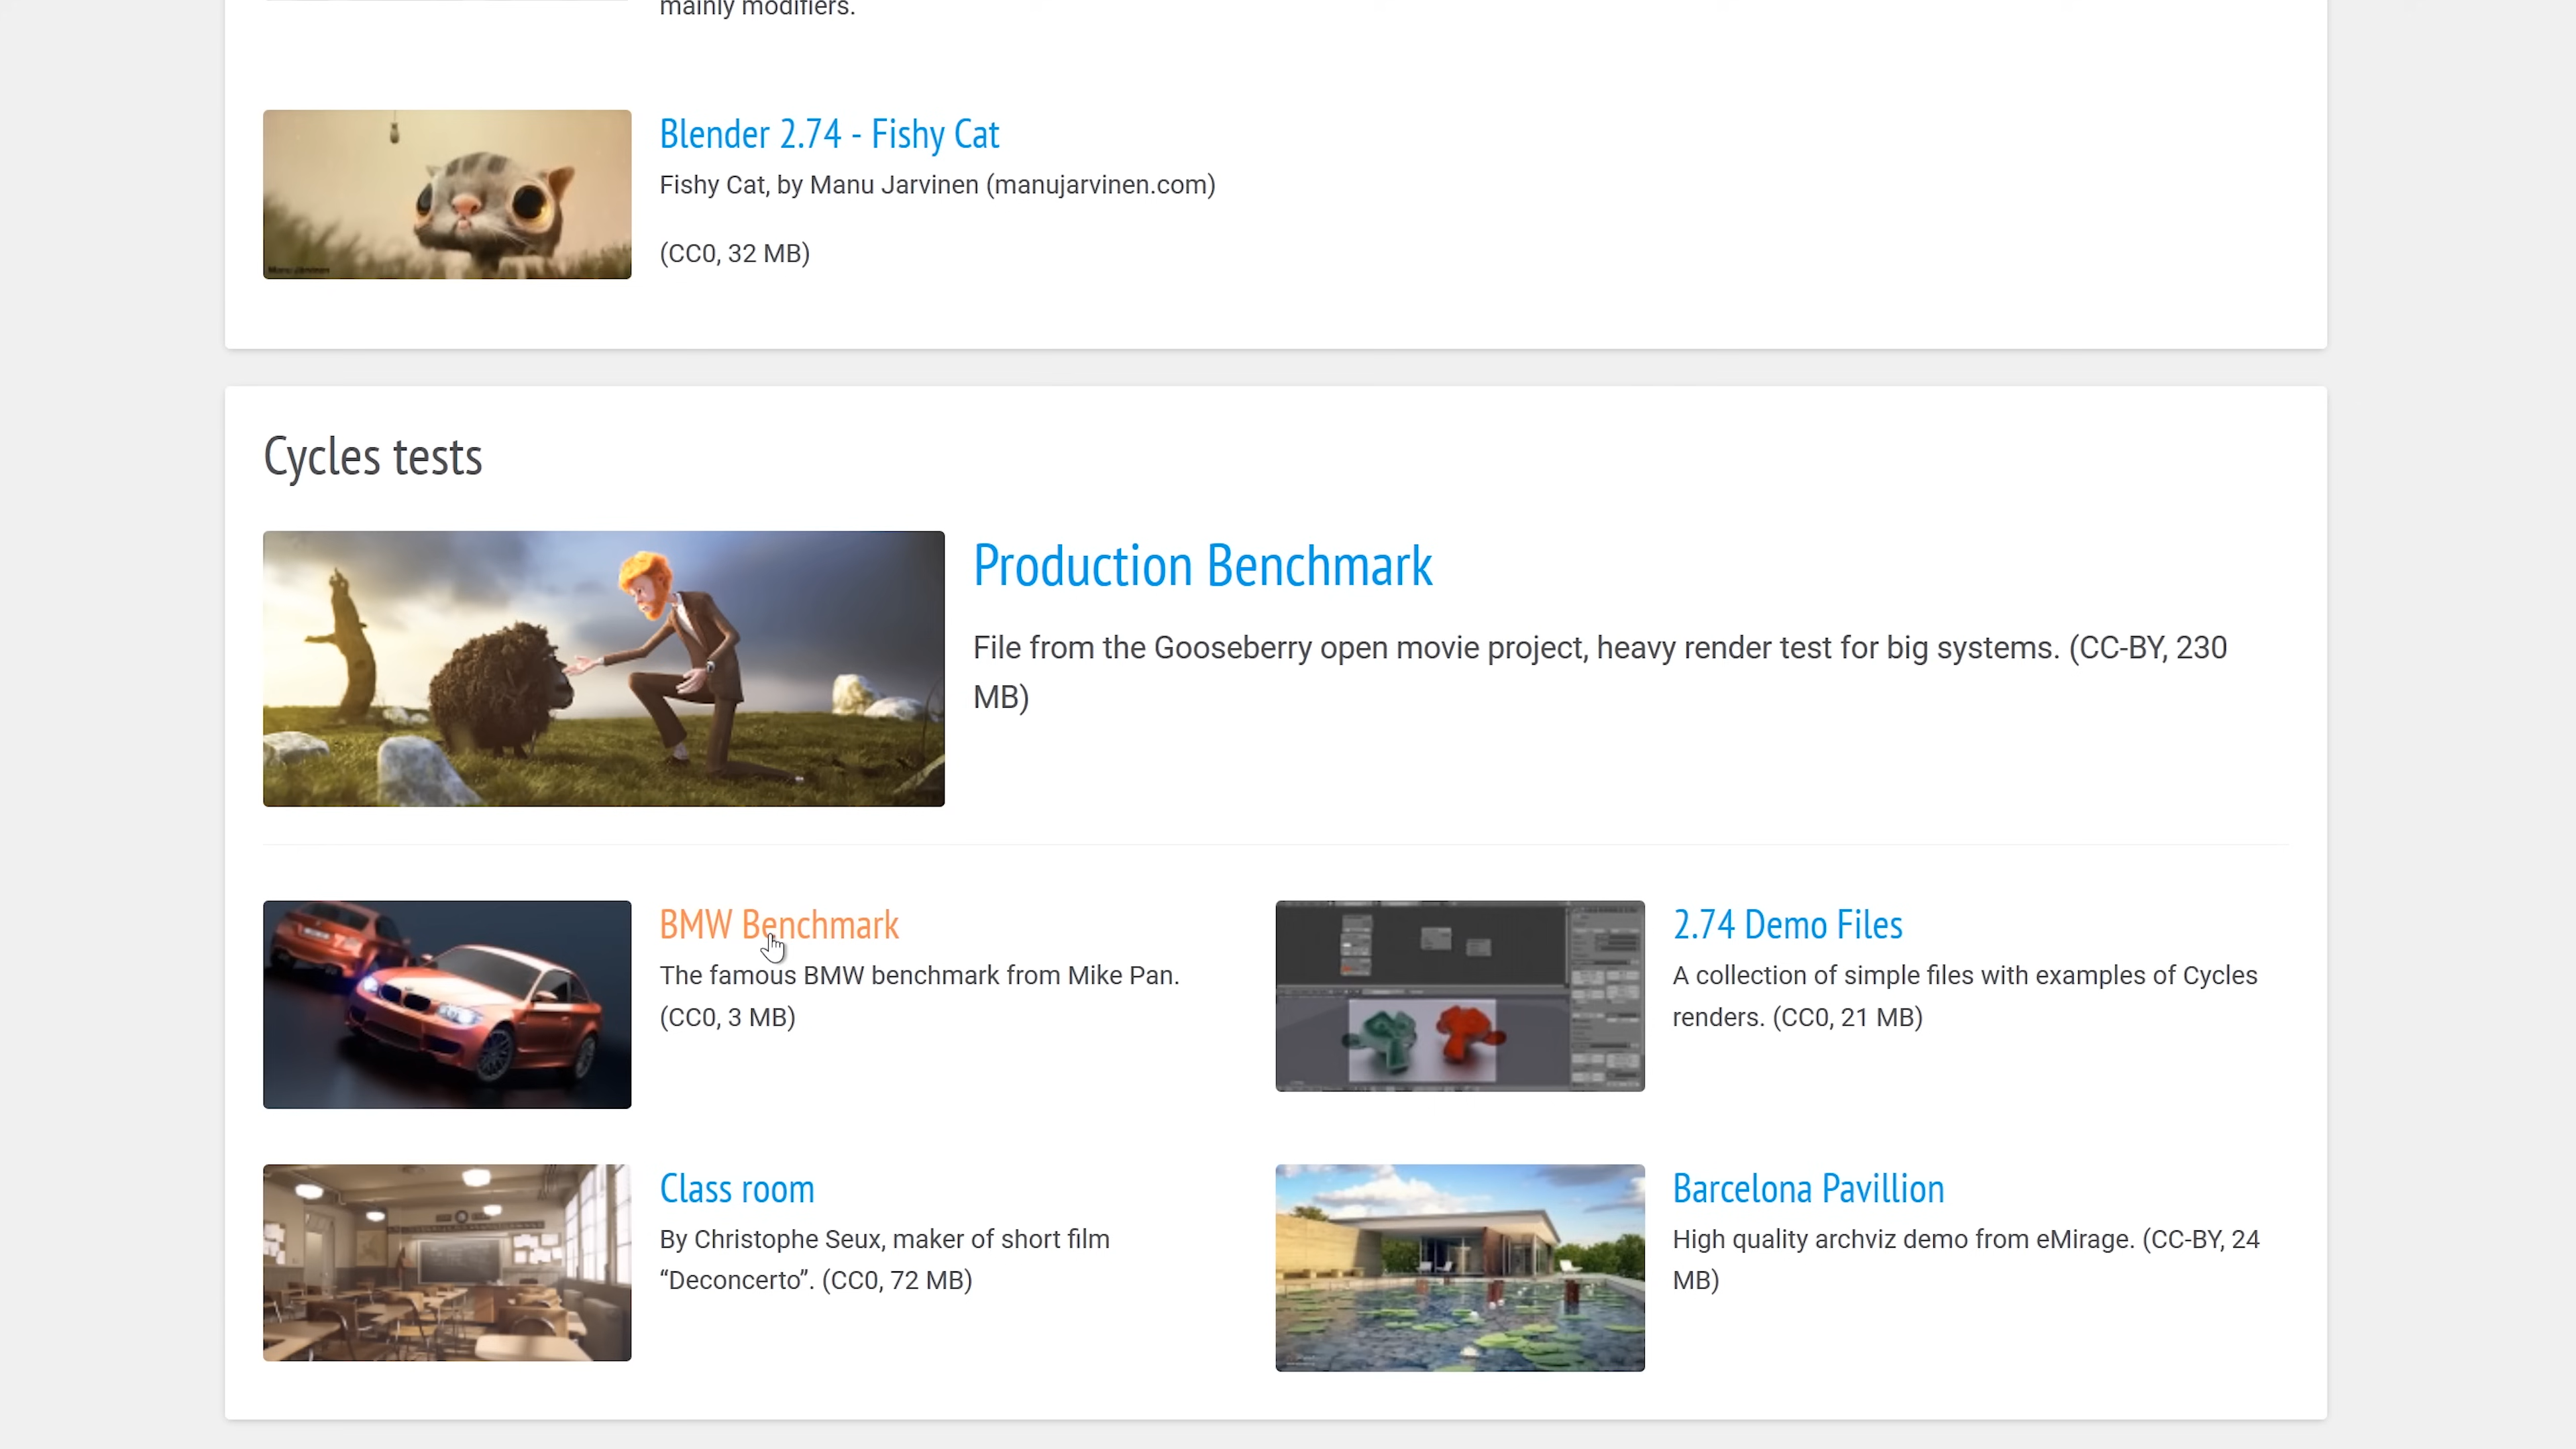 mainly modifiers.
Blender 2.74 - Fishy Cat
Fishy Cat, by Manu Jarvinen (manujarvinen.com)
(CC0, 32 MB)
Manu Jarvinen
Cycles tests
Production Benchmark
File from the Gooseberry open movie project, heavy render test for big systems. (CC-BY, 230
MB)
BMW Benchmark
The famous BMW benchmark from Mike Pan.
(CC0, 3 MB)
2.74 Demo Files
A collection of simple files with examples of Cycles
renders. (CC0, 21 MB)
Class room
By Christophe Seux, maker of short film
“Deconcerto”. (CC0, 72 MB)
Barcelona Pavillion
High quality archviz demo from eMirage. (CC-BY, 24
MB)